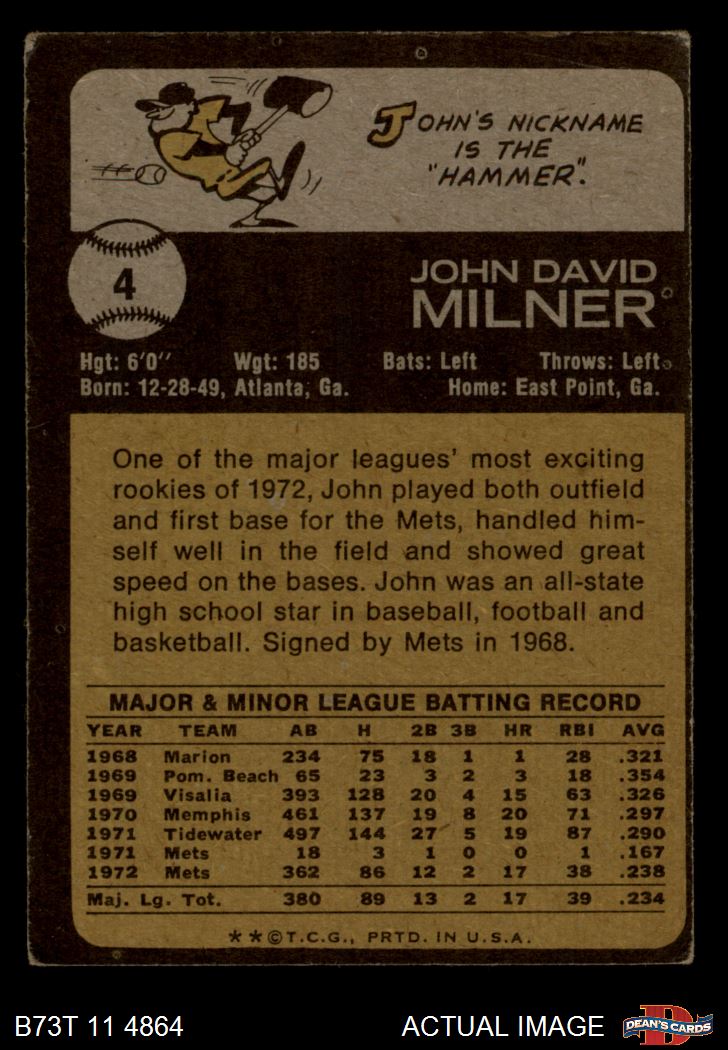 JOHN'S NICKNAME
IS THE
"HAMMER".
4
JOHN DAVID
MILNER
Hgt: 6'0" Wgt: 185 Bats: Left Throws: Left
Born: 12-28-49, Atlanta, Ga. Home: East Point, Ga.
One of the major leagues' most exciting
rookies of 1972, John played both outfield
and first base for the Mets, handled him-
self well in the field and showed great
speed on the bases. John was an all-state
high school star in baseball, football and
basketball. Signed by Mets in 1968.
MAJOR & MINOR LEAGUE BATTING RECORD
YEAR TEAM AB H 2B 3B HR RBI AVG
1968 Marion 234 75 18 1 1 28 .321
1969 Pom. Beach 65 23 3 2 3 18 .354
1969 Visalia 393 128 20 4 15 63 .326
1970 Memphis 461 137 19 8 20 71 .297
1971 Tidewater 497 144 27 5 19 87 .290
1971 Mets 18 3 1 0 0 1 .167
1972 Mets 362 86 12 2 17 38 .238
Maj. Lg. Tot. 380 89 13 2 17 39 .234
**©T.C.G., PRTD. IN U.S.A.
B73T 11 4864 ACTUAL IMAGE DEAN'S CARDS